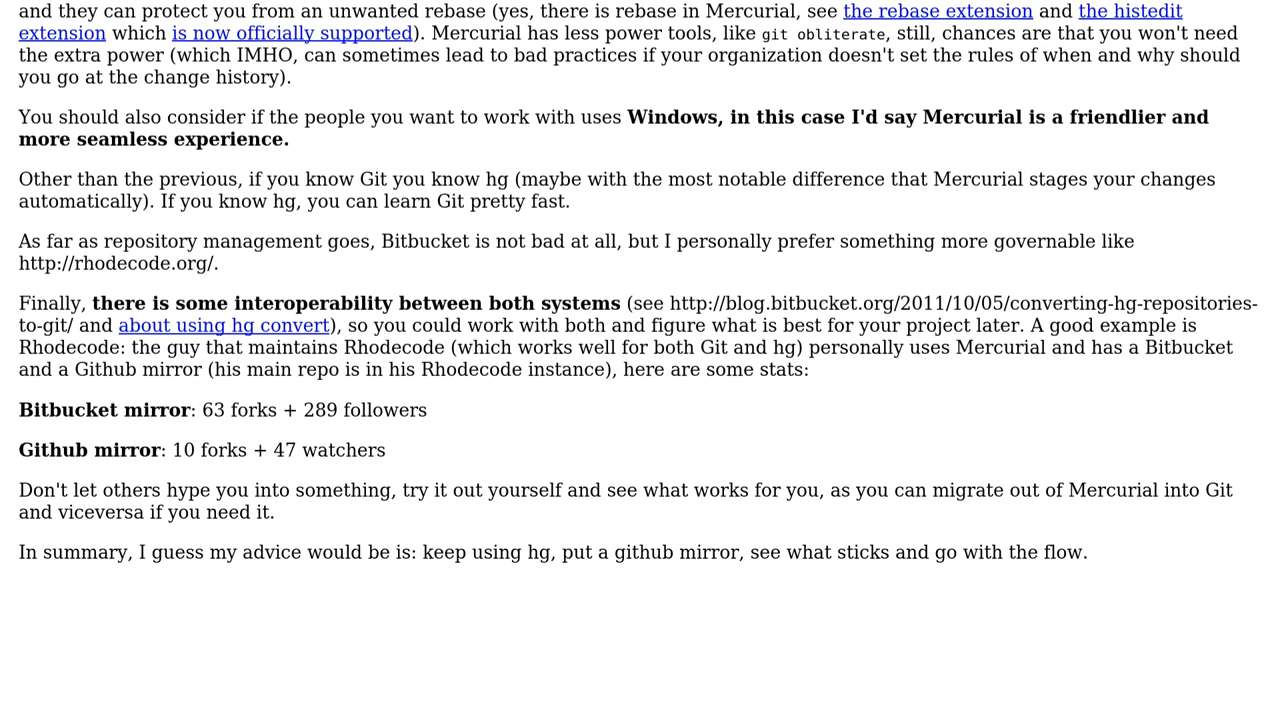 and they can protect you from an unwanted rebase (yes, there is rebase in Mercurial, see the rebase extension and the histedit
extension which is now officially supported). Mercurial has less power tools, like git obliterate, still, chances are that you won't need
the extra power (which IMHO, can sometimes lead to bad practices if your organization doesn't set the rules of when and why should
you go at the change history).
You should also consider if the people you want to work with uses Windows, in this case I'd say Mercurial is a friendlier and
more seamless experience.
Other than the previous, if you know Git you know hg (maybe with the most notable difference that Mercurial stages your changes
automatically). If you know hg, you can learn Git pretty fast.
As far as repository management goes, Bitbucket is not bad at all, but I personally prefer something more governable like
http://rhodecode.org/.
Finally, there is some interoperability between both systems (see http://blog.bitbucket.org/2011/10/05/converting-hg-repositories-
to-git/ and about using hg convert), so you could work with both and figure what is best for your project later. A good example is
Rhodecode: the guy that maintains Rhodecode (which works well for both Git and hg) personally uses Mercurial and has a Bitbucket
and a Github mirror (his main repo is in his Rhodecode instance), here are some stats:
Bitbucket mirror: 63 forks + 289 followers
Github mirror: 10 forks + 47 watchers
Don't let others hype you into something, try it out yourself and see what works for you, as you can migrate out of Mercurial into Git
and viceversa if you need it.
In summary, I guess my advice would be is: keep using hg, put a github mirror, see what sticks and go with the flow.